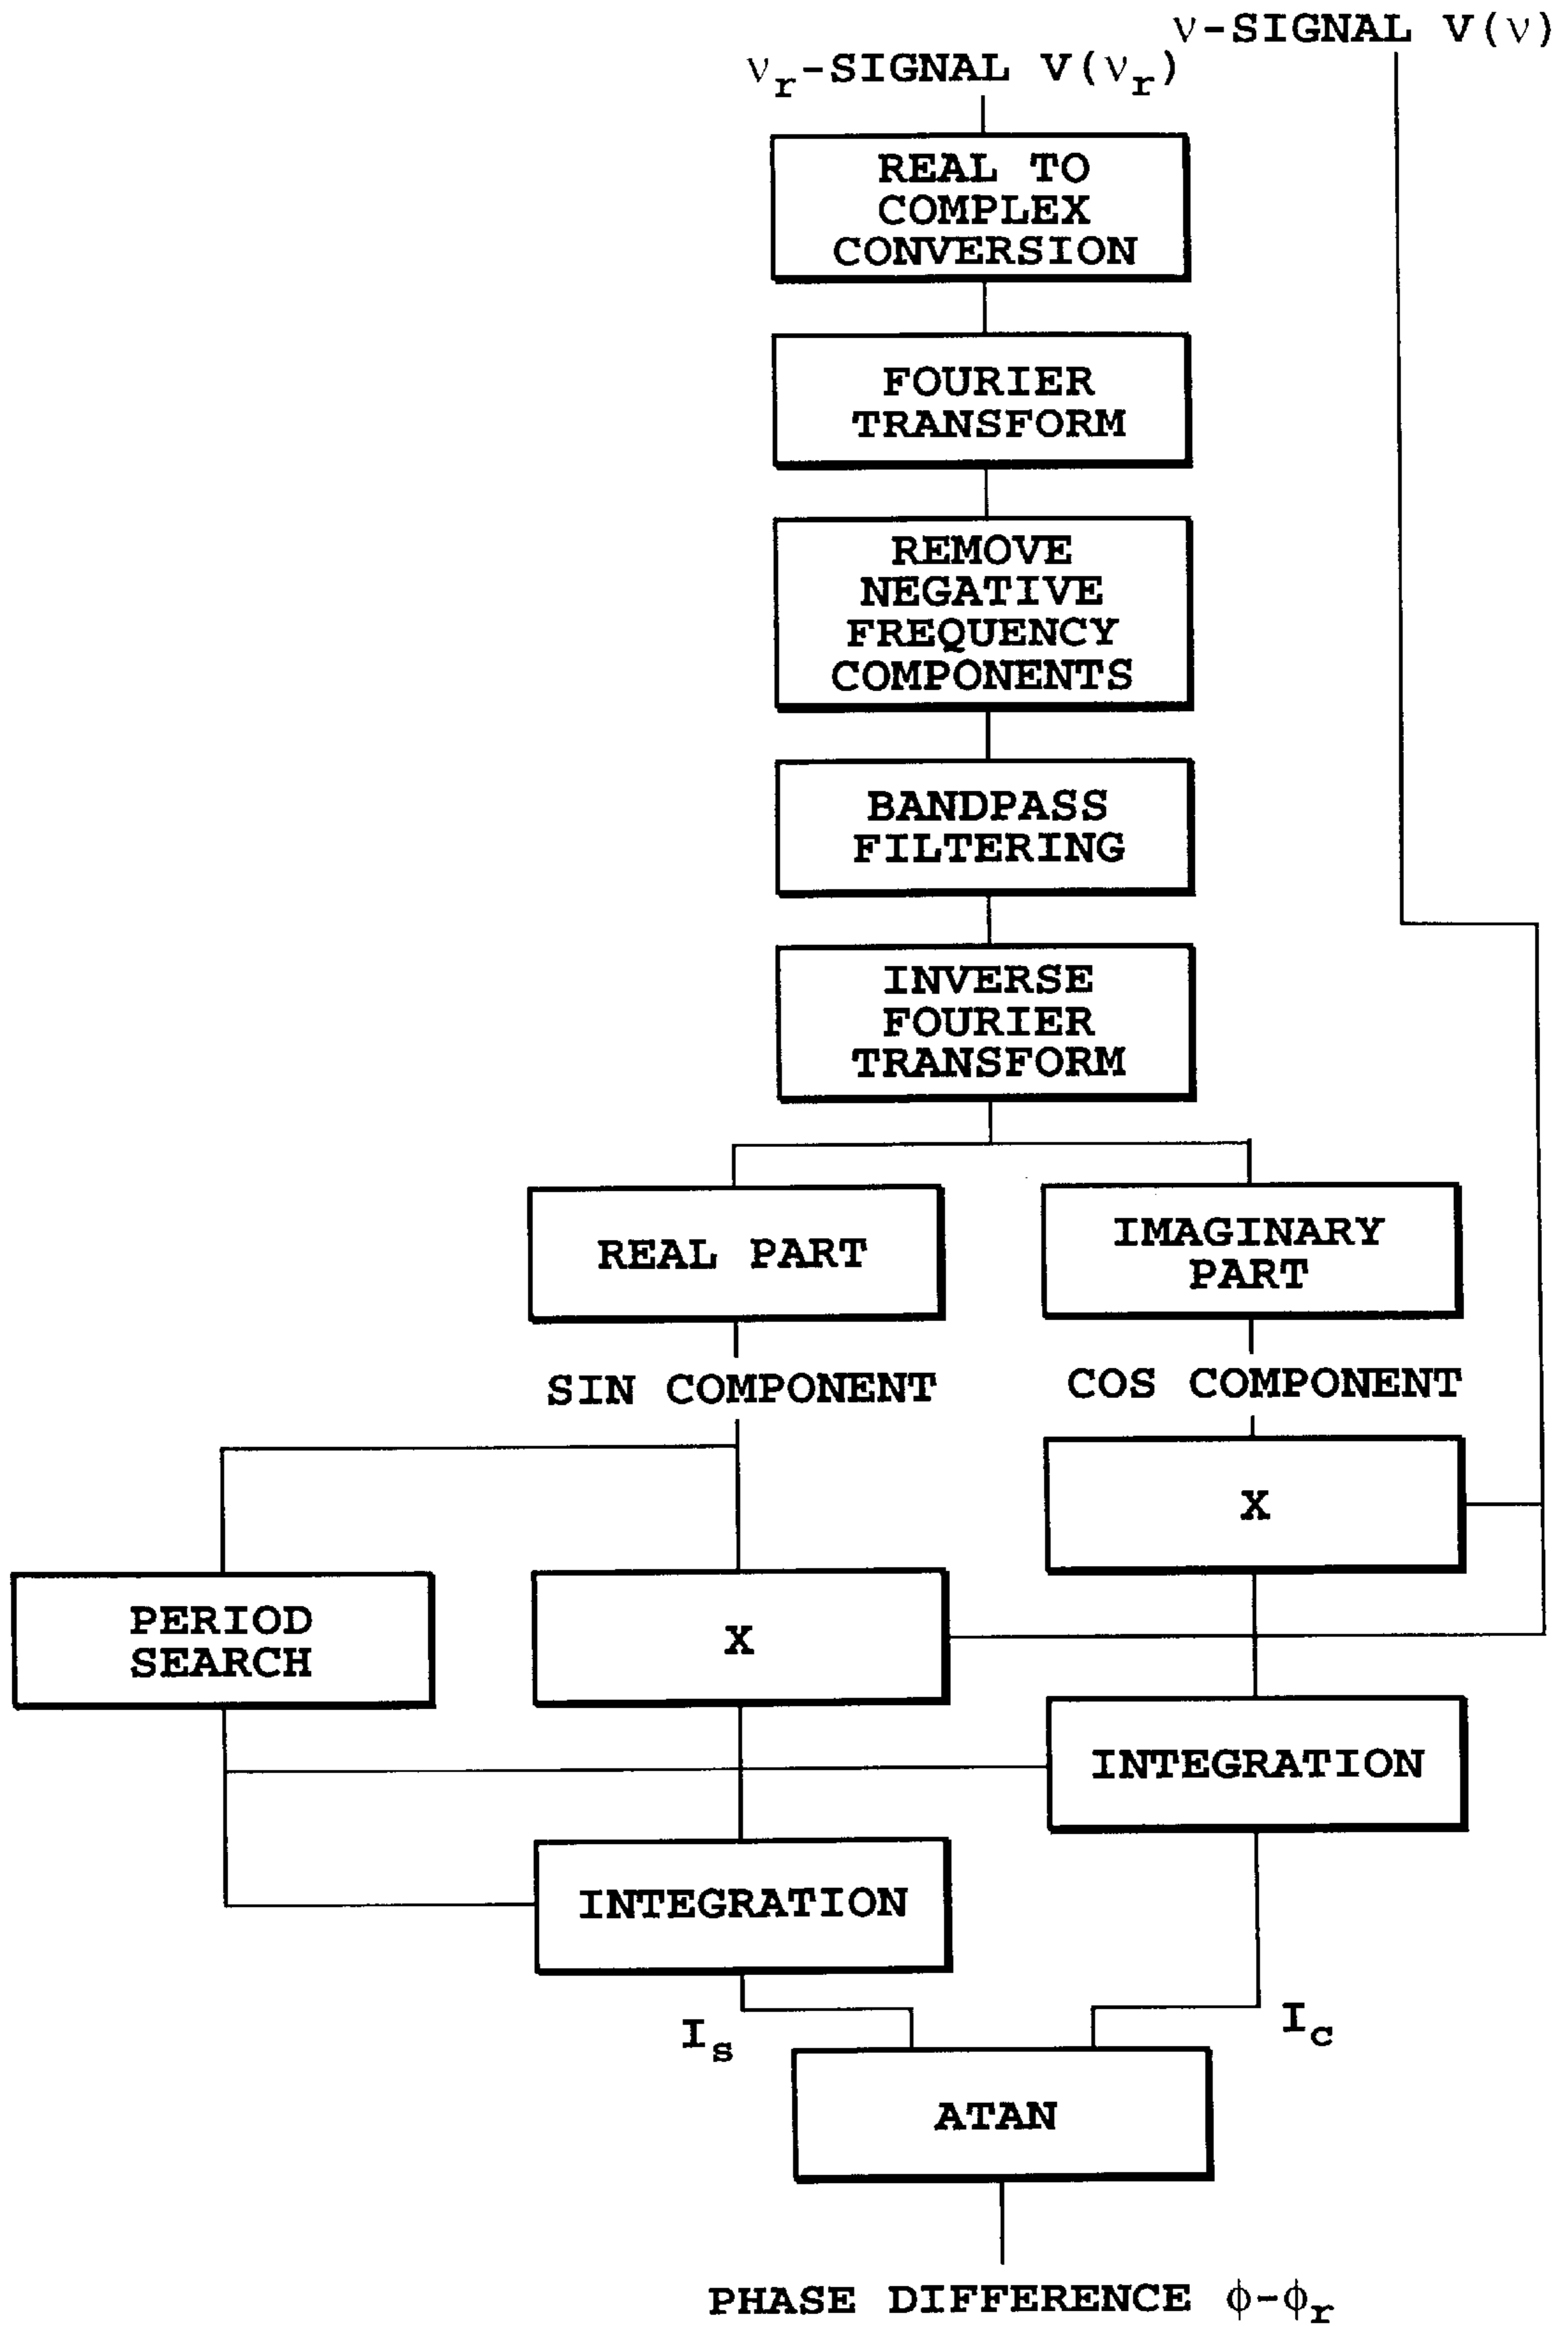 ν-SIGNAL V(ν)
νr-SIGNAL V(νr)
REAL TO
COMPLEX
CONVERSION
FOURIER
TRANSFORM
REMOVE
NEGATIVE
FREQUENCY
COMPONENTS
BANDPASS
FILTERING
INVERSE
FOURIER
TRANSFORM
REAL PART
IMAGINARY
PART
SIN COMPONENT
COS COMPONENT
X
PERIOD
SEARCH
X
INTEGRATION
INTEGRATION
Is
Ic
ATAN
PHASE DIFFERENCE ϕ-ϕr